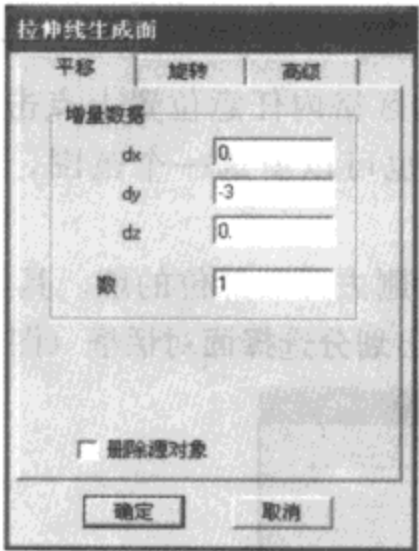 拉伸线生成面
平移 旋转 高级
增量数据
dx 0.
dy -3
dz 0.
数 1
删除源对象
确定 取消